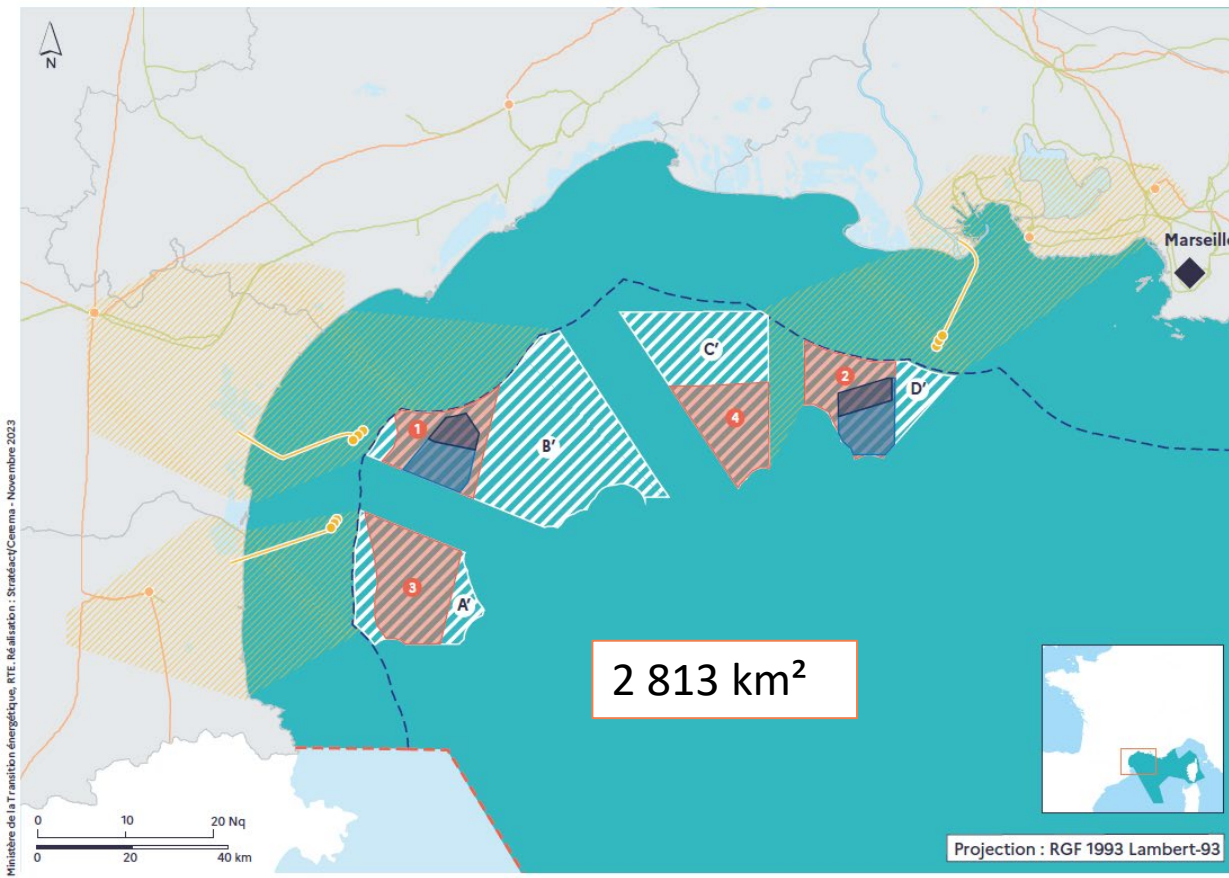 N
Marseille
C'
2
D'
4
1
B'
3
A'
2 813 km²
0 10 20 Nq
0 20 40 km
Projection : RGF 1993 Lambert-93
Ministère de la Transition énergétique, RTE. Réalisation : Stratéact/Cerema - Novembre 2023